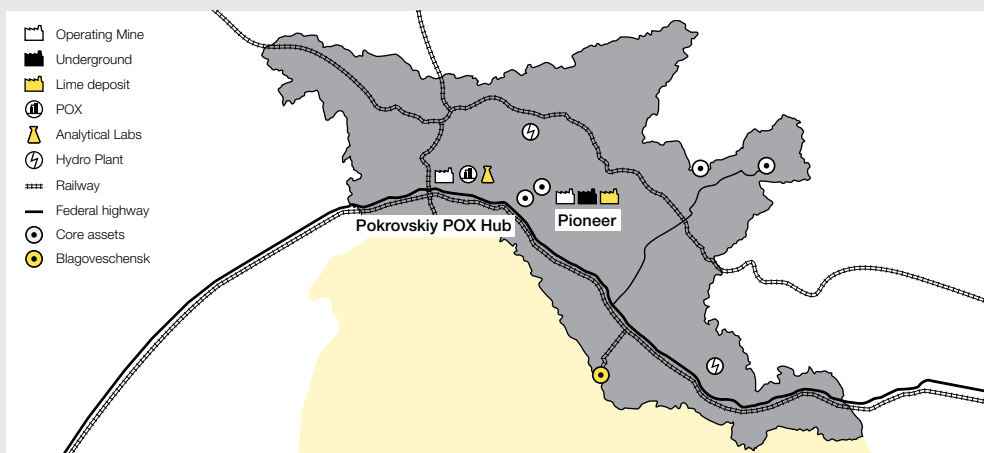 Operating Mine
Underground
Lime deposit
POX
Analytical Labs
Hydro Plant
Railway
Federal highway
Core assets
Blagoveschensk
Pokrovskiy POX Hub
Pioneer